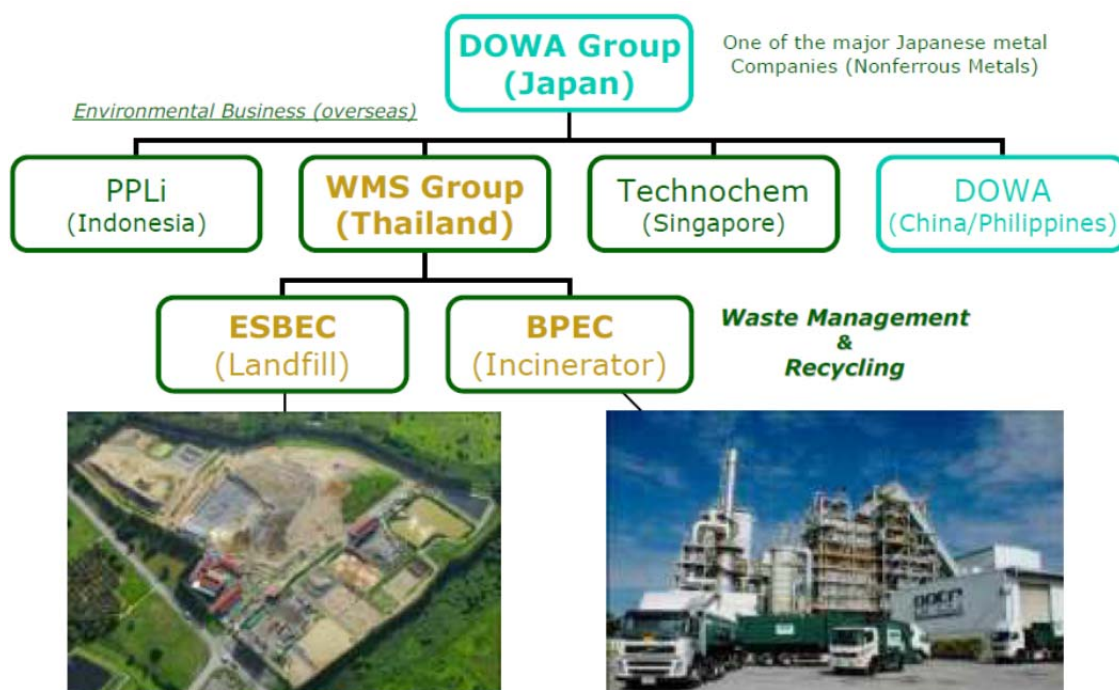 DOWA Group
(Japan)
One of the major Japanese metal
Companies (Nonferrous Metals)
Environmental Business (overseas)
PPLi
(Indonesia)
WMS Group
(Thailand)
Technochem
(Singapore)
DOWA
(China/Philippines)
ESBEC
(Landfill)
BPEC
(Incinerator)
Waste Management
&
Recycling